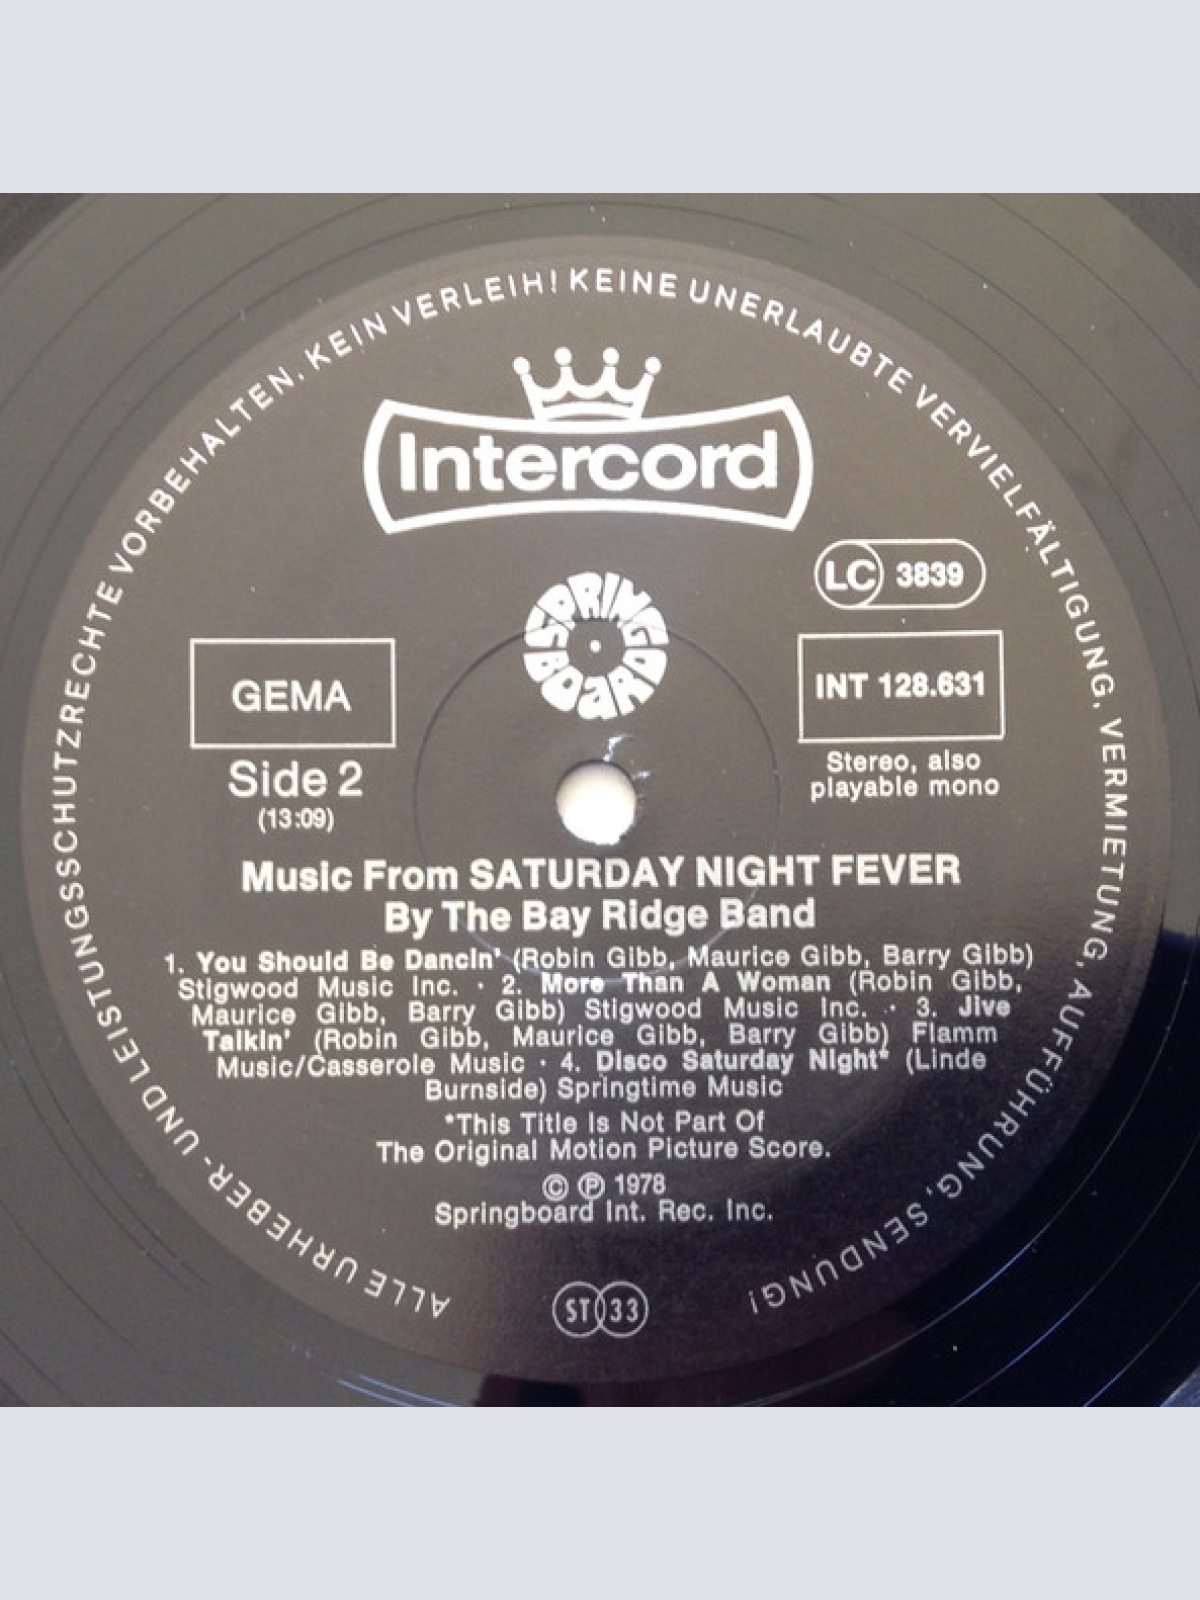 ALLE URHEBER- UND LEISTUNGSSCHUTZRECHTE VORBEHALTEN. KEIN VERLEIH! KEINE UNERLAUBTE VERVIELFÄLTIGUNG, VERMIETUNG, AUFFÜHRUNG, SENDUNG!
Intercord
LC 3839
SPRINGBOARD
GEMA
INT 128.631
Side 2
(13:09)
Stereo, also
playable mono
Music From SATURDAY NIGHT FEVER
By The Bay Ridge Band
1. You Should Be Dancin' (Robin Gibb, Maurice Gibb, Barry Gibb)
Stigwood Music Inc. · 2. More Than A Woman (Robin Gibb,
Maurice Gibb, Barry Gibb) Stigwood Music Inc. · 3. Jive
Talkin' (Robin Gibb, Maurice Gibb, Barry Gibb) Flamm
Music/Casserole Music · 4. Disco Saturday Night* (Linde
Burnside) Springtime Music
*This Title Is Not Part Of
The Original Motion Picture Score.
© ℗ 1978
Springboard Int. Rec. Inc.
ST 33